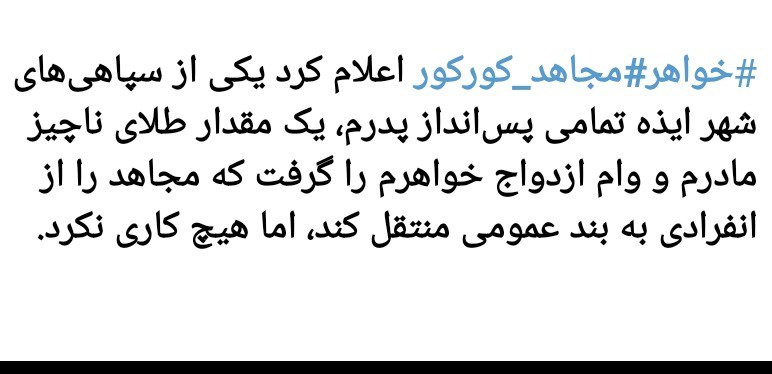 #خواهر#مجاهد_کورکور اعلام کرد یکی از سپاهی‌های
شهر ایذه تمامی پس‌انداز پدرم، یک مقدار طلای ناچیز
مادرم و وام ازدواج خواهرم را گرفت که مجاهد را از
انفرادی به بند عمومی منتقل کند، اما هیچ کاری نکرد.